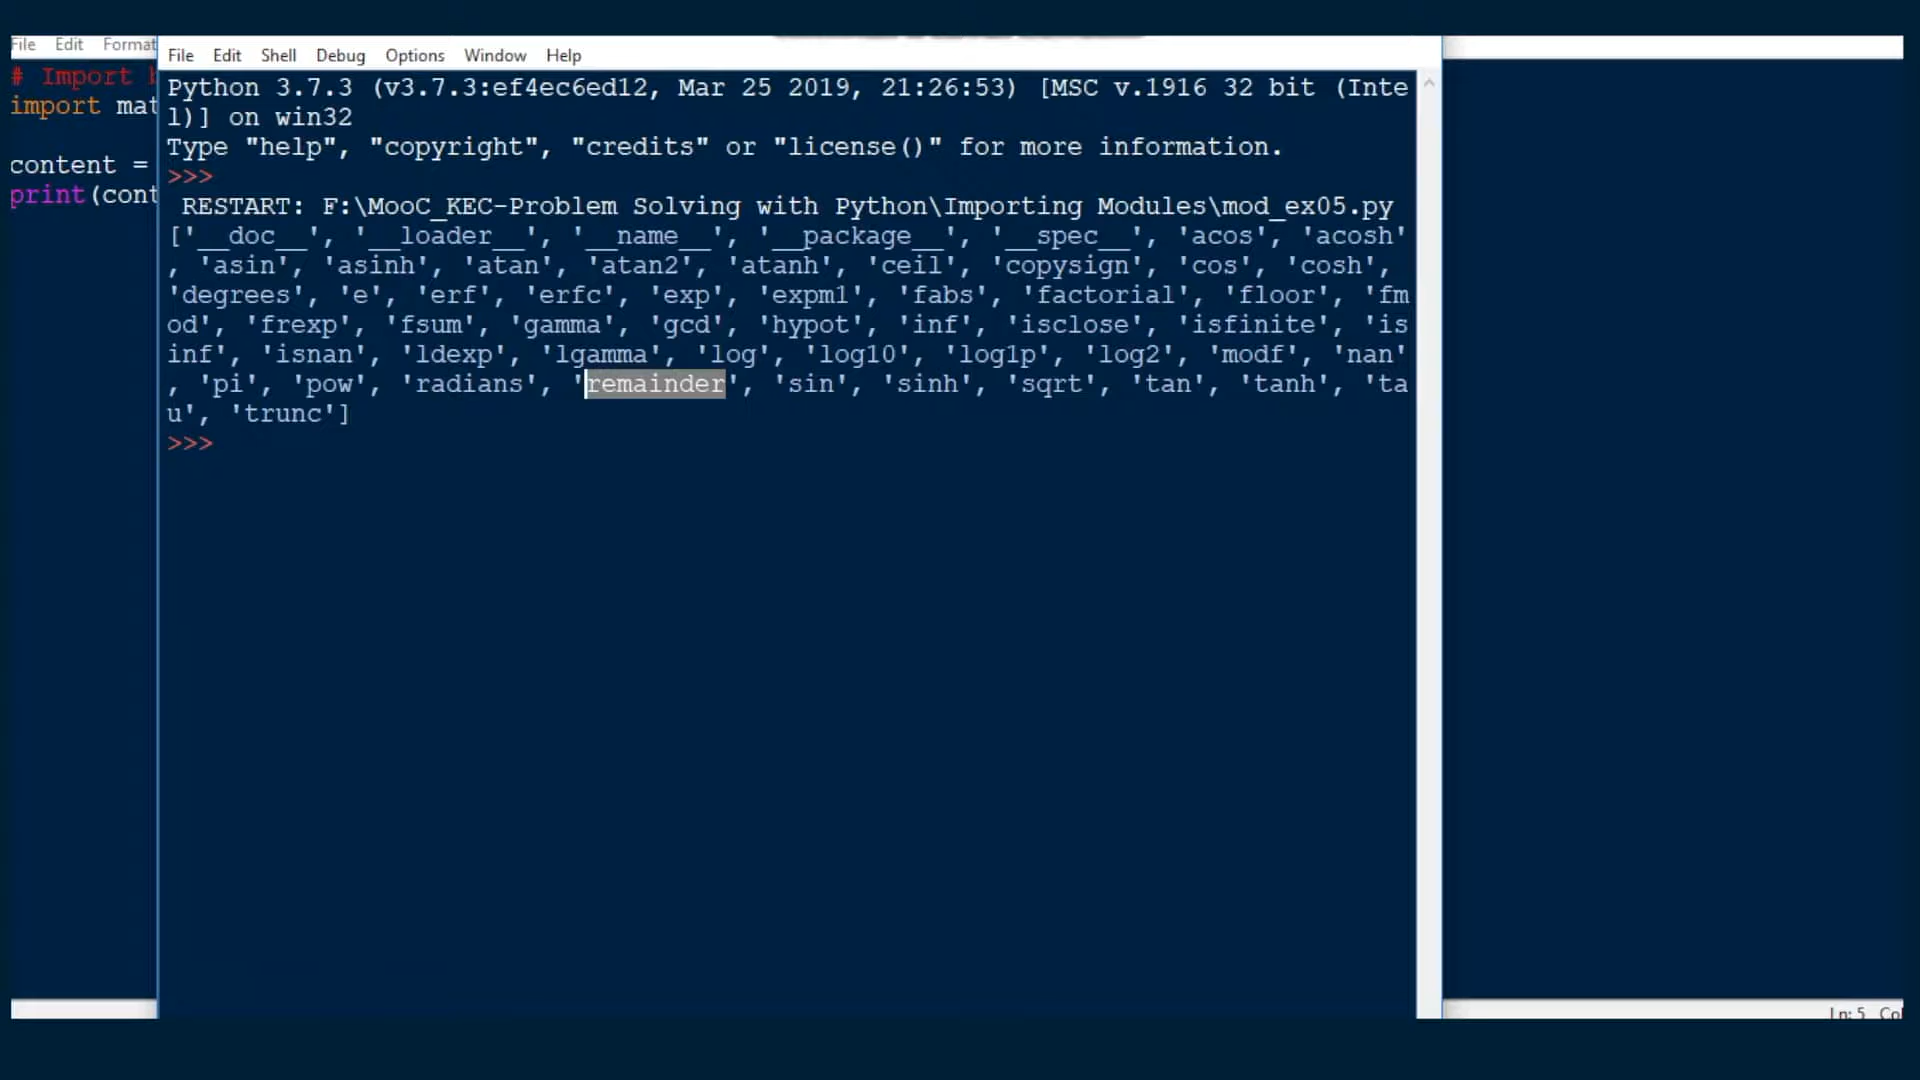 File Edit Format
# Import
import mat
content =
print(cont
File Edit Shell Debug Options Window Help
Python 3.7.3 (v3.7.3:ef4ec6ed12, Mar 25 2019, 21:26:53) [MSC v.1916 32 bit (Inte
l)] on win32
Type "help", "copyright", "credits" or "license()" for more information.
>>>
RESTART: F:\MooC_KEC-Problem Solving with Python\Importing Modules\mod_ex05.py
['__doc__', '__loader__', '__name__', '__package__', '__spec__', 'acos', 'acosh'
, 'asin', 'asinh', 'atan', 'atan2', 'atanh', 'ceil', 'copysign', 'cos', 'cosh',
'degrees', 'e', 'erf', 'erfc', 'exp', 'expm1', 'fabs', 'factorial', 'floor', 'fm
od', 'frexp', 'fsum', 'gamma', 'gcd', 'hypot', 'inf', 'isclose', 'isfinite', 'is
inf', 'isnan', 'ldexp', 'lgamma', 'log', 'log10', 'log1p', 'log2', 'modf', 'nan'
, 'pi', 'pow', 'radians', 'remainder', 'sin', 'sinh', 'sqrt', 'tan', 'tanh', 'ta
u', 'trunc']
>>>
Ln: 5 Co